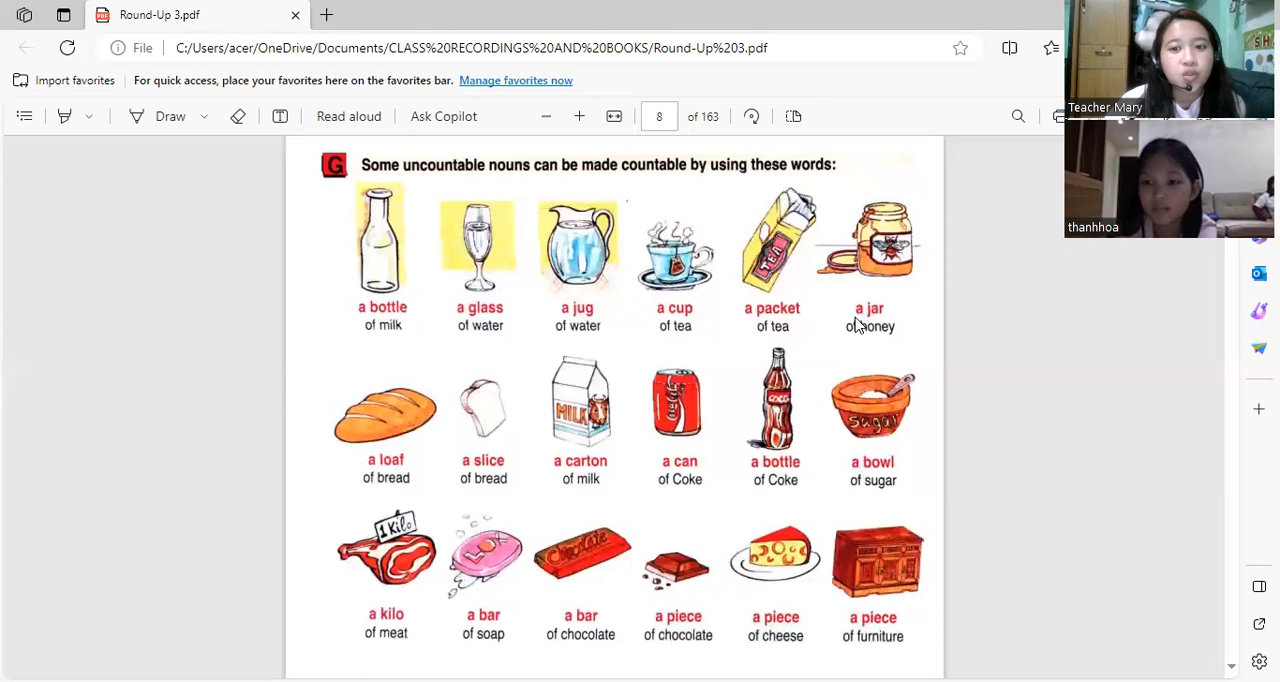 Round-Up 3.pdf
File
C:/Users/acer/OneDrive/Documents/CLASS%20RECORDINGS%20AND%20BOOKS/Round-Up%203.pdf
Import favorites
For quick access, place your favorites here on the favorites bar. Manage favorites now
Draw
Read aloud
Ask Copilot
8 of 163
Teacher Mary
thanhhoa
G Some uncountable nouns can be made countable by using these words:
TEA
a bottle a glass a jug a cup a packet a jar
of milk of water of water of tea of tea of honey
MILK
COCA
sugar
a loaf a slice a carton a can a bottle a bowl
of bread of bread of milk of Coke of Coke of sugar
1 Kilo
LOX
Chocolate
a kilo a bar a bar a piece a piece a piece
of meat of soap of chocolate of chocolate of cheese of furniture